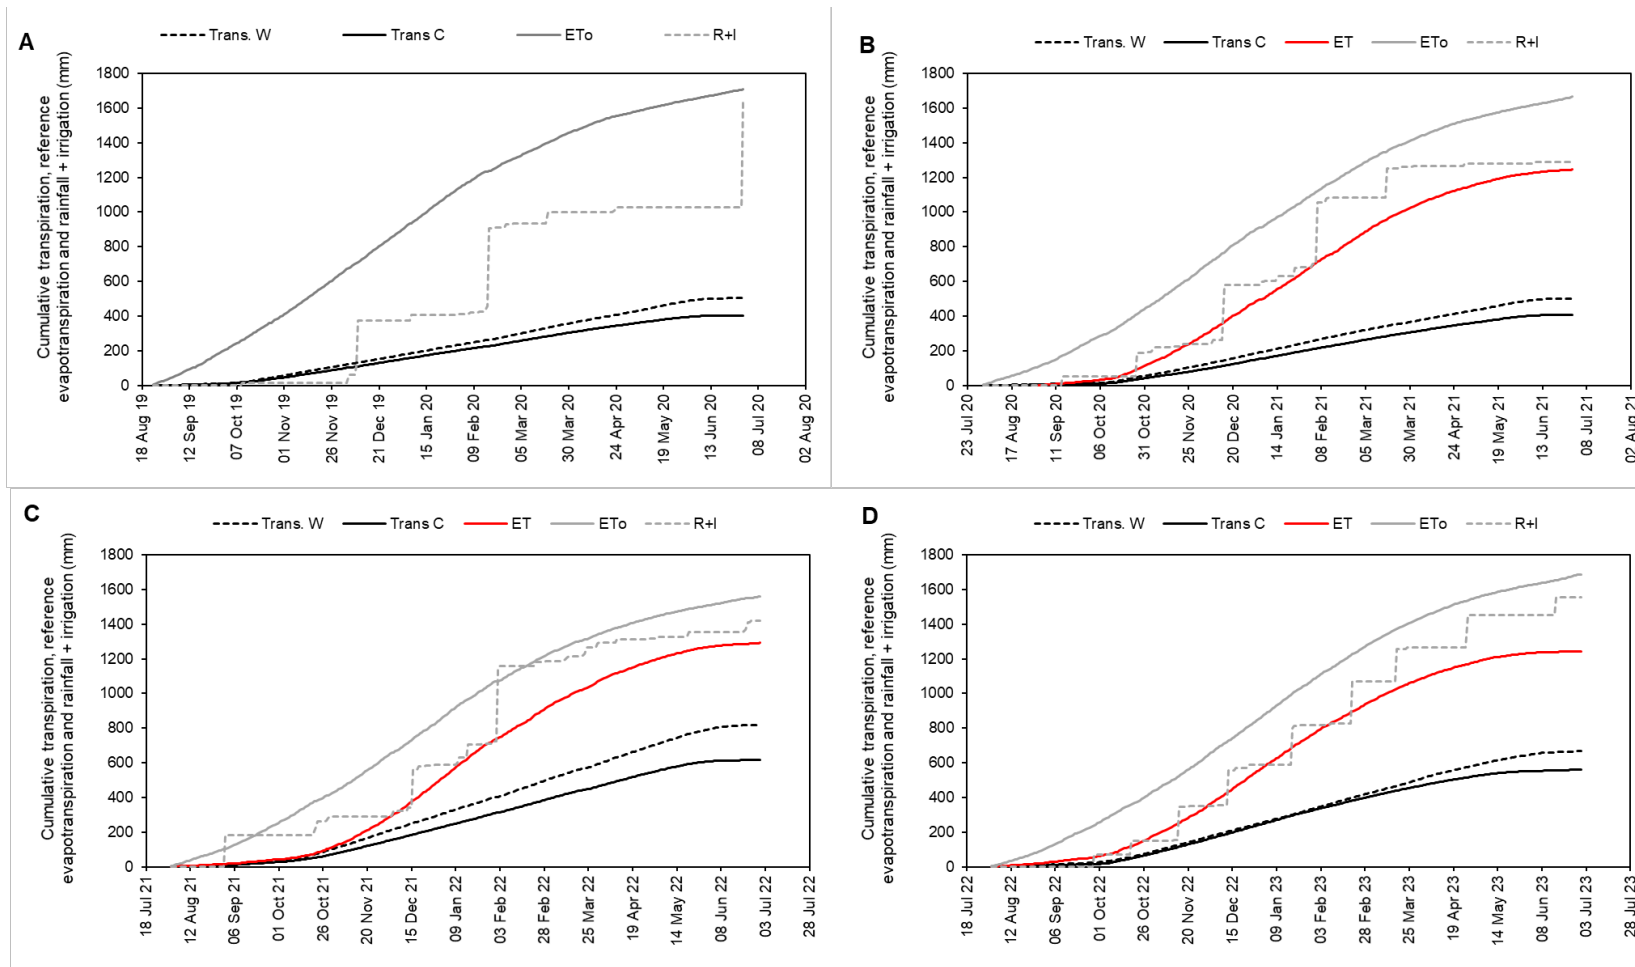 A
Trans. W Trans C ETo R+I
Cumulative transpiration, reference
evapotranspiration and rainfall + irrigation (mm)
1800
1600
1400
1200
1000
800
600
400
200
0
18 Aug 19
12 Sep 19
07 Oct 19
01 Nov 19
26 Nov 19
21 Dec 19
15 Jan 20
09 Feb 20
05 Mar 20
30 Mar 20
24 Apr 20
19 May 20
13 Jun 20
08 Jul 20
02 Aug 20
B
Trans. W Trans C ET ETo R+I
Cumulative transpiration, reference
evapotranspiration and rainfall + irrigation (mm)
1800
1600
1400
1200
1000
800
600
400
200
0
23 Jul 20
17 Aug 20
11 Sep 20
06 Oct 20
31 Oct 20
25 Nov 20
20 Dec 20
14 Jan 21
08 Feb 21
05 Mar 21
30 Mar 21
24 Apr 21
19 May 21
13 Jun 21
08 Jul 21
02 Aug 21
C
Trans. W Trans C ET ETo R+I
Cumulative transpiration, reference
evapotranspiration and rainfall + irrigation (mm)
1800
1600
1400
1200
1000
800
600
400
200
0
18 Jul 21
12 Aug 21
06 Sep 21
01 Oct 21
26 Oct 21
20 Nov 21
15 Dec 21
09 Jan 22
03 Feb 22
28 Feb 22
25 Mar 22
19 Apr 22
14 May 22
08 Jun 22
03 Jul 22
28 Jul 22
D
Trans. W Trans C ET ETo R+I
Cumulative transpiration, reference
evapotranspiration and rainfall + irrigation (mm)
1800
1600
1400
1200
1000
800
600
400
200
0
18 Jul 22
12 Aug 22
06 Sep 22
01 Oct 22
26 Oct 22
20 Nov 22
15 Dec 22
09 Jan 23
03 Feb 23
28 Feb 23
25 Mar 23
19 Apr 23
14 May 23
08 Jun 23
03 Jul 23
28 Jul 23